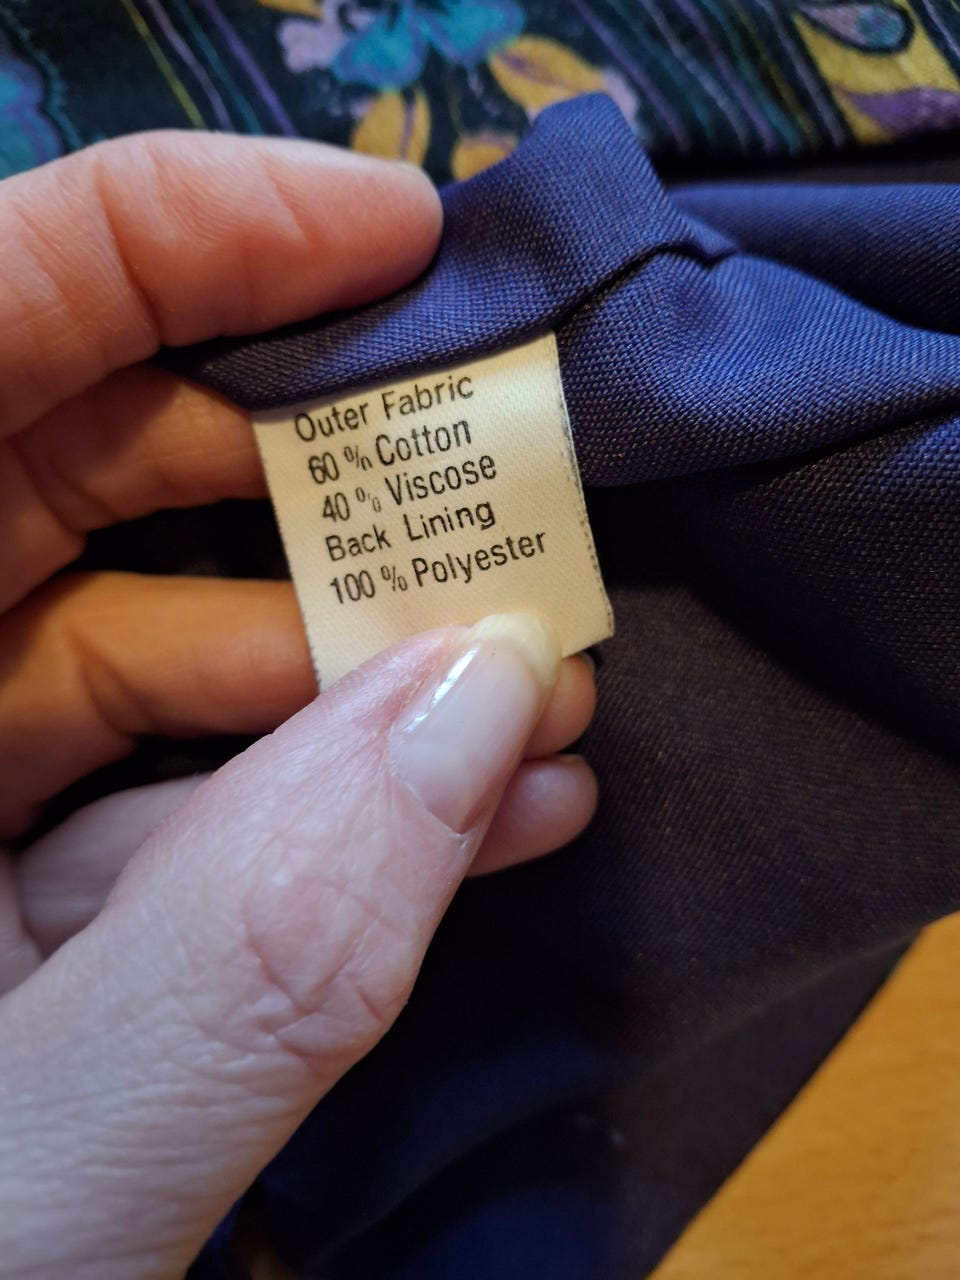 Outer Fabric
60 % Cotton
40 % Viscose
Back Lining
100 % Polyester